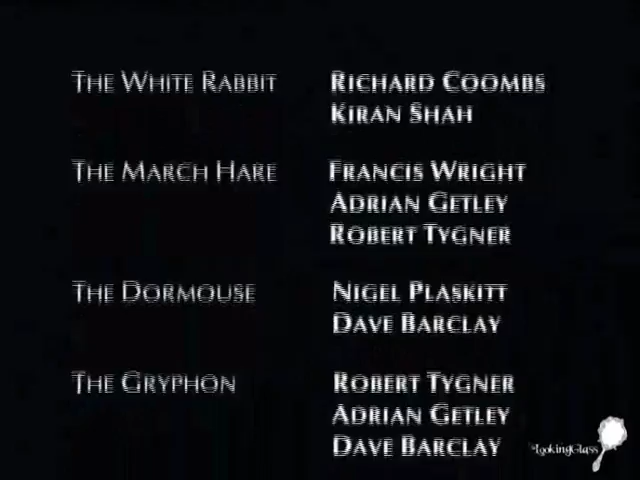 THE WHITE RABBIT RICHARD COOMBS
KIRAN SHAH
THE MARCH HARE FRANCIS WRIGHT
ADRIAN GETLEY
ROBERT TYGNER
THE DORMOUSE NIGEL PLASKITT
DAVE BARCLAY
THE GRYPHON ROBERT TYGNER
ADRIAN GETLEY
DAVE BARCLAY
LookingGlass